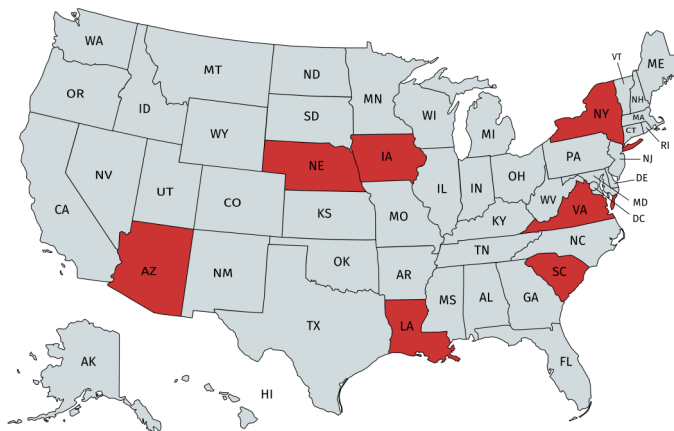 WA
MT
ND
MN
VT
ME
OR
ID
SD
WI
MI
NY
NH
MA
CT
RI
WY
NE
IA
PA
NJ
NV
UT
CO
IL
IN
OH
DE
MD
DC
CA
KS
MO
WV
VA
KY
AZ
NM
OK
AR
TN
NC
SC
TX
LA
MS
AL
GA
AK
HI
FL